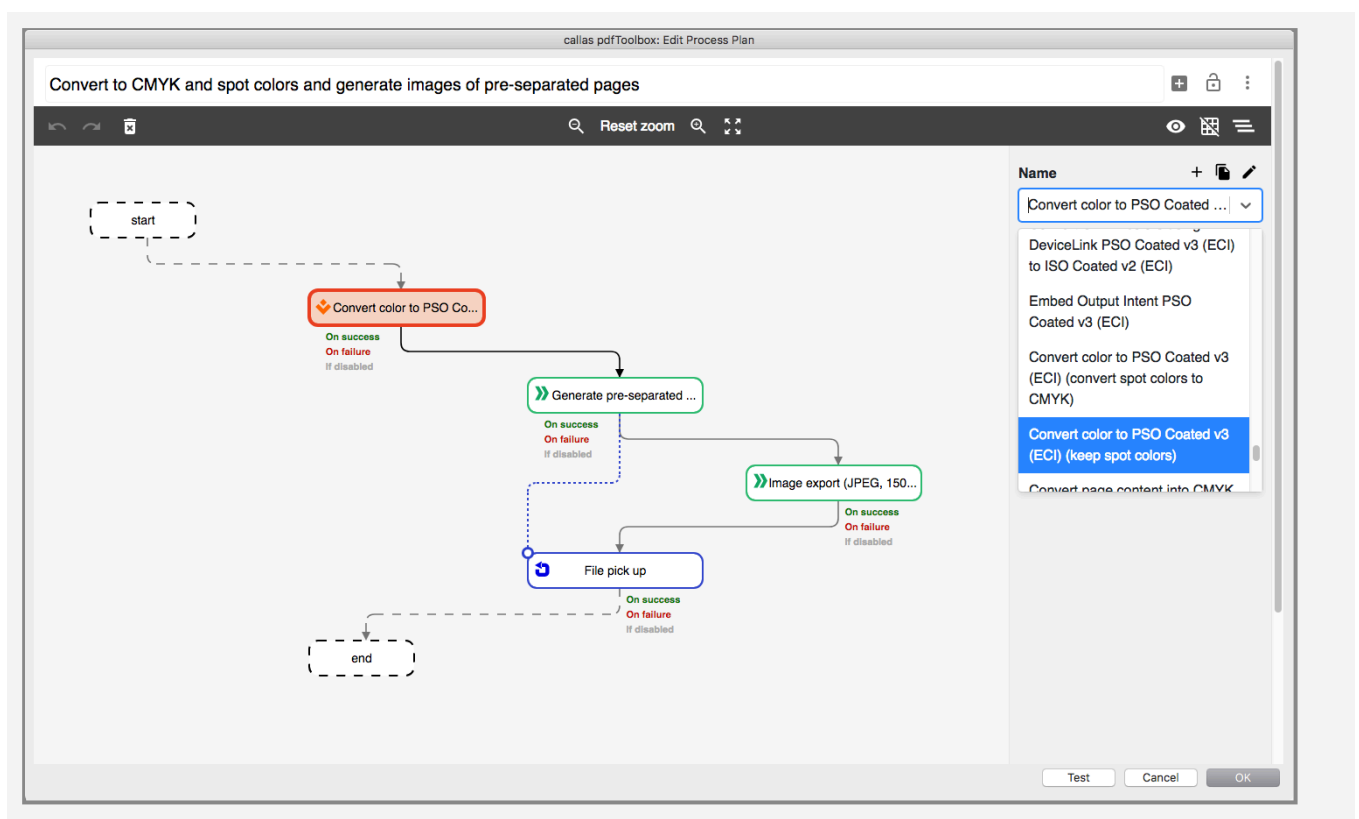 callas pdfToolbox: Edit Process Plan
Convert to CMYK and spot colors and generate images of pre-separated pages
Reset zoom
Name
Convert color to PSO Coated ...
DeviceLink PSO Coated v3 (ECI)
to ISO Coated v2 (ECI)
Embed Output Intent PSO
Coated v3 (ECI)
Convert color to PSO Coated v3
(ECI) (convert spot colors to
CMYK)
Convert color to PSO Coated v3
(ECI) (keep spot colors)
Convert page content into CMYK
start
Convert color to PSO Co...
On success
On failure
If disabled
Generate pre-separated ...
On success
On failure
If disabled
Image export (JPEG, 150...
On success
On failure
If disabled
File pick up
On success
On failure
If disabled
end
Test
Cancel
OK